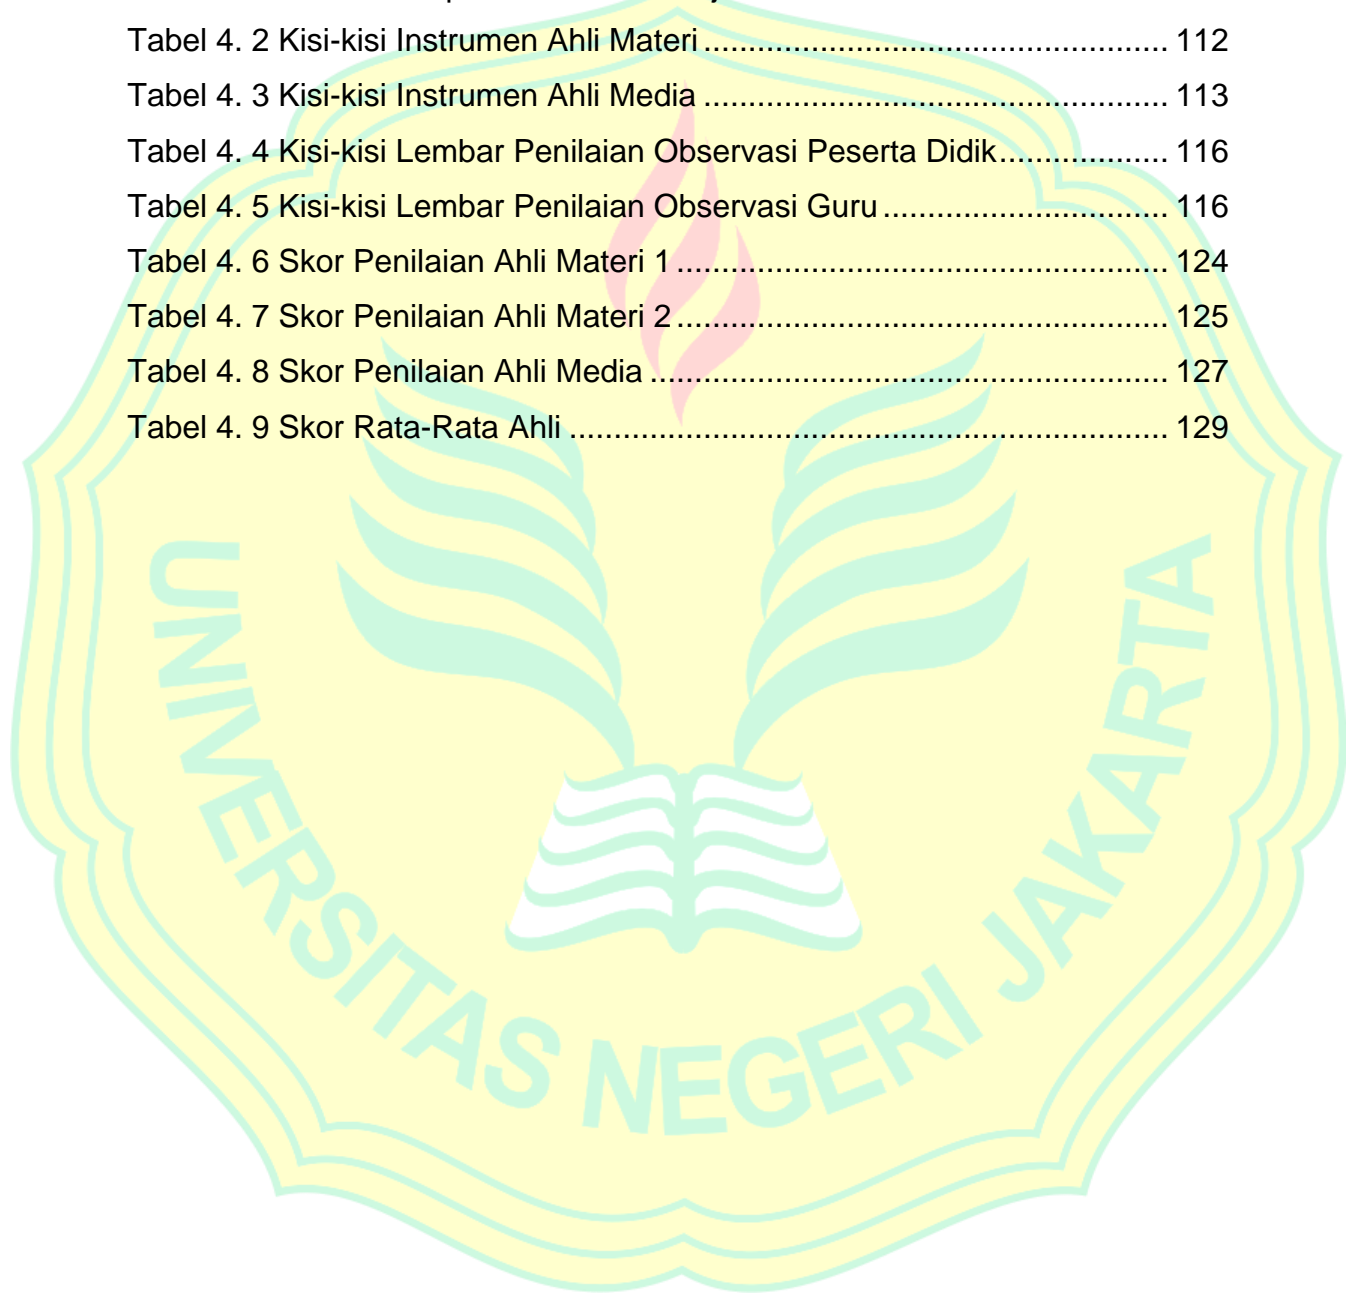 Tabel 4. 2 Kisi-kisi Instrumen Ahli Materi ........................................................ 112
Tabel 4. 3 Kisi-kisi Instrumen Ahli Media ........................................................ 113
Tabel 4. 4 Kisi-kisi Lembar Penilaian Observasi Peserta Didik.................... 116
Tabel 4. 5 Kisi-kisi Lembar Penilaian Observasi Guru .................................. 116
Tabel 4. 6 Skor Penilaian Ahli Materi 1 ........................................................... 124
Tabel 4. 7 Skor Penilaian Ahli Materi 2 ........................................................... 125
Tabel 4. 8 Skor Penilaian Ahli Media .............................................................. 127
Tabel 4. 9 Skor Rata-Rata Ahli ........................................................................ 129
UNIVERSITAS NEGERI JAKARTA